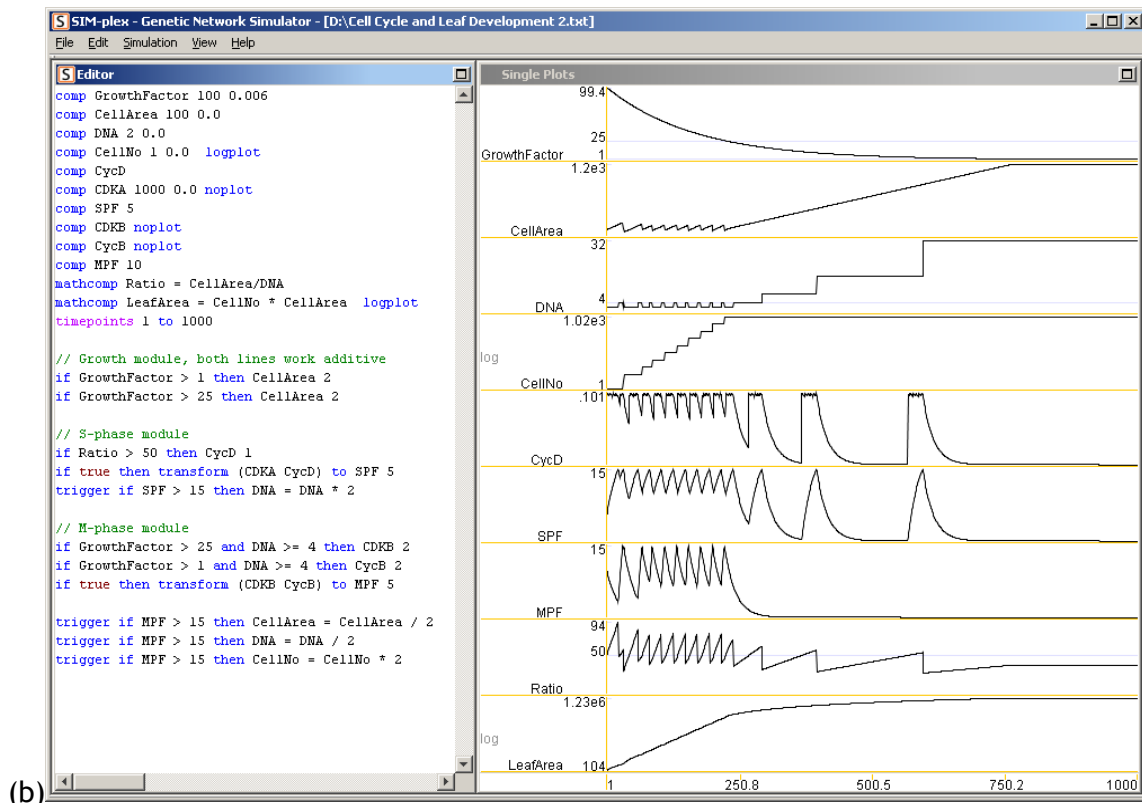 SIM-plex - Genetic Network Simulator - [D:\Cell Cycle and Leaf Development 2.txt]
File Edit Simulation View Help
Editor
comp GrowthFactor 100 0.006
comp CellArea 100 0.0
comp DNA 2 0.0
comp CellNo 1 0.0 logplot
comp CycD
comp CDKA 1000 0.0 noplot
comp SPF 5
comp CDKB noplot
comp CycB noplot
comp MPF 10
mathcomp Ratio = CellArea/DNA
mathcomp LeafArea = CellNo * CellArea logplot
timepoints 1 to 1000
// Growth module, both lines work additive
if GrowthFactor > 1 then CellArea 2
if GrowthFactor > 25 then CellArea 2
// S-phase module
if Ratio > 50 then CycD 1
if true then transform (CDKA CycD) to SPF 5
trigger if SPF > 15 then DNA = DNA * 2
// M-phase module
if GrowthFactor > 25 and DNA >= 4 then CDKB 2
if GrowthFactor > 1 and DNA >= 4 then CycB 2
if true then transform (CDKB CycB) to MPF 5
trigger if MPF > 15 then CellArea = CellArea / 2
trigger if MPF > 15 then DNA = DNA / 2
trigger if MPF > 15 then CellNo = CellNo * 2
Single Plots
99.4
25
GrowthFactor 1
1.2e3
CellArea
32
4
DNA
1.02e3
log
CellNo 1
.101
CycD
15
SPF
15
MPF
94
50
Ratio
1.23e6
log
LeafArea 104
1 250.8 500.5 750.2 1000
(b)